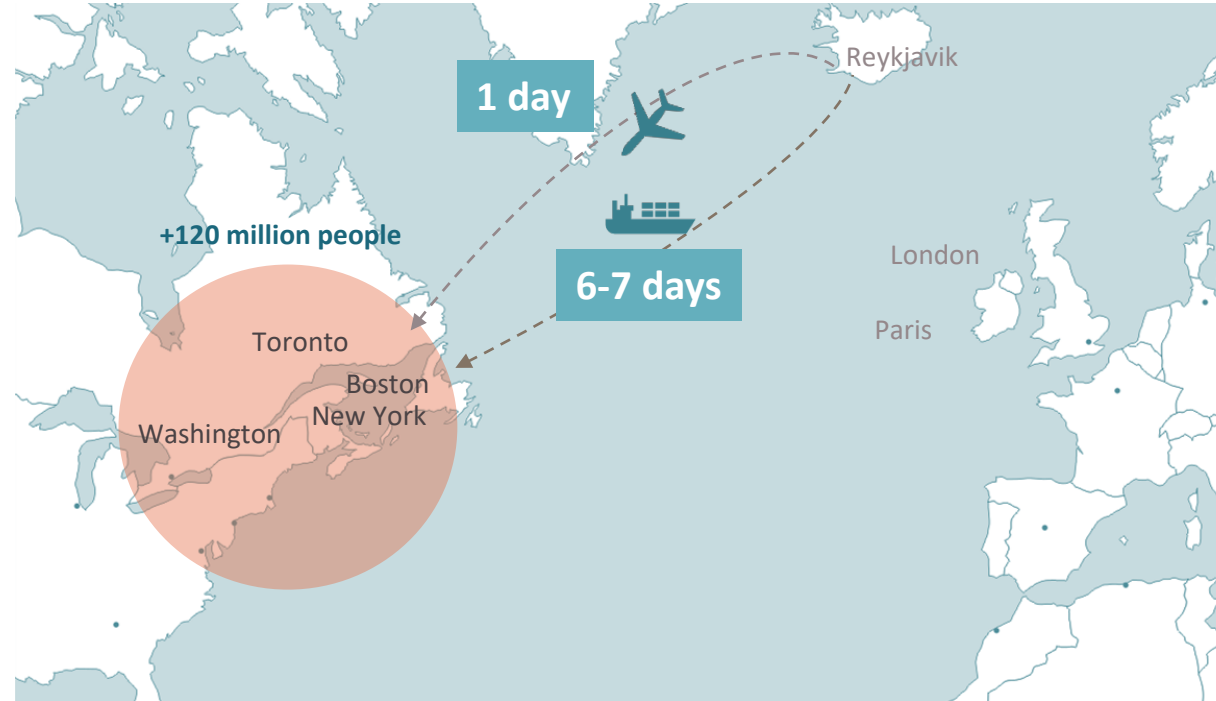 Reykjavik
1 day
+120 million people
London
6-7 days
Paris
Toronto
Boston
New York
Washington